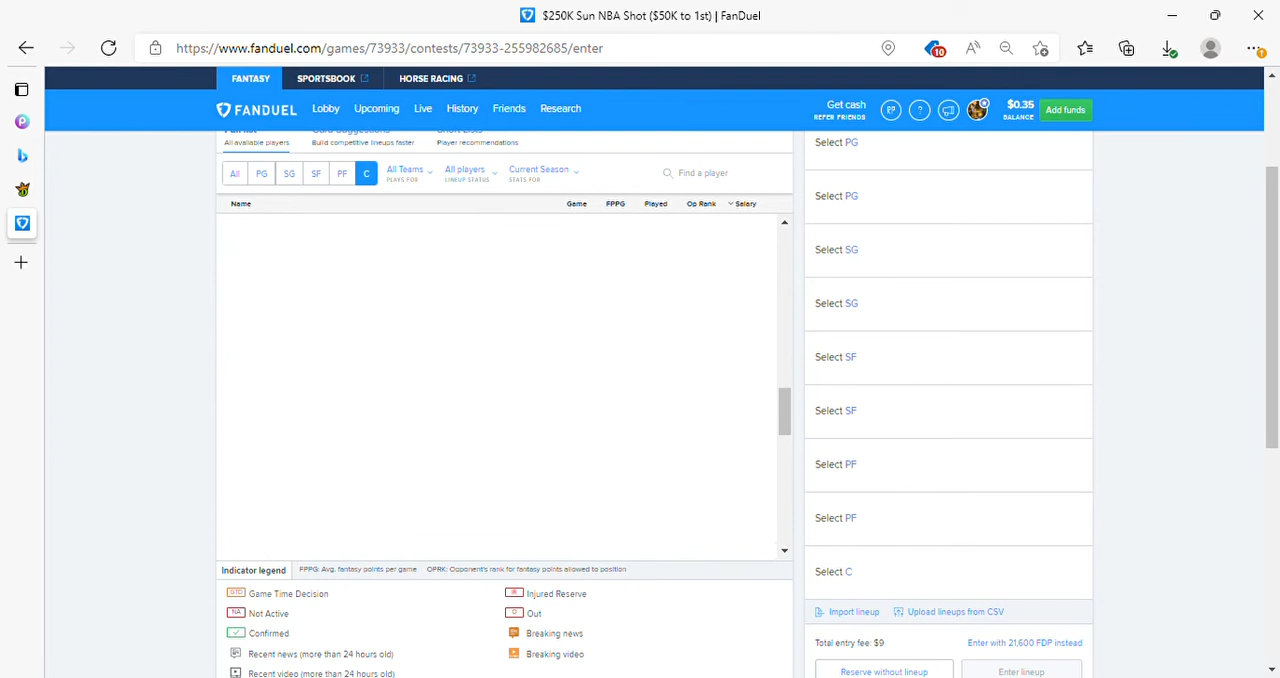 $250K Sun NBA Shot ($50K to 1st) | FanDuel
https://www.fanduel.com/games/73933/contests/73933-255982685/enter
10
FANTASY SPORTSBOOK HORSE RACING
FANDUEL Lobby Upcoming Live History Friends Research
Get cash
REFER FRIENDS
?
$0.35
BALANCE
Add funds
All available players Build competitive lineups faster Player recommendations
All PG SG SF PF C
All Teams
PLAYS FOR
All players
LINEUP STATUS
Current Season
STATS FOR
Find a player
Name Game FPPG Played Op Rank Salary
Select PG
Select PG
Select SG
Select SG
Select SF
Select SF
Select PF
Select PF
Select C
Import lineup Upload lineups from CSV
Total entry fee: $9 Enter with 21,600 FDP instead
Reserve without lineup Enter lineup
Indicator legend FPPG: Avg. fantasy points per game OPRK: Opponent's rank for fantasy points allowed to position
GTD Game Time Decision
NA Not Active
Confirmed
Recent news (more than 24 hours old)
Recent video (more than 24 hours old)
IR Injured Reserve
O Out
Breaking news
Breaking video